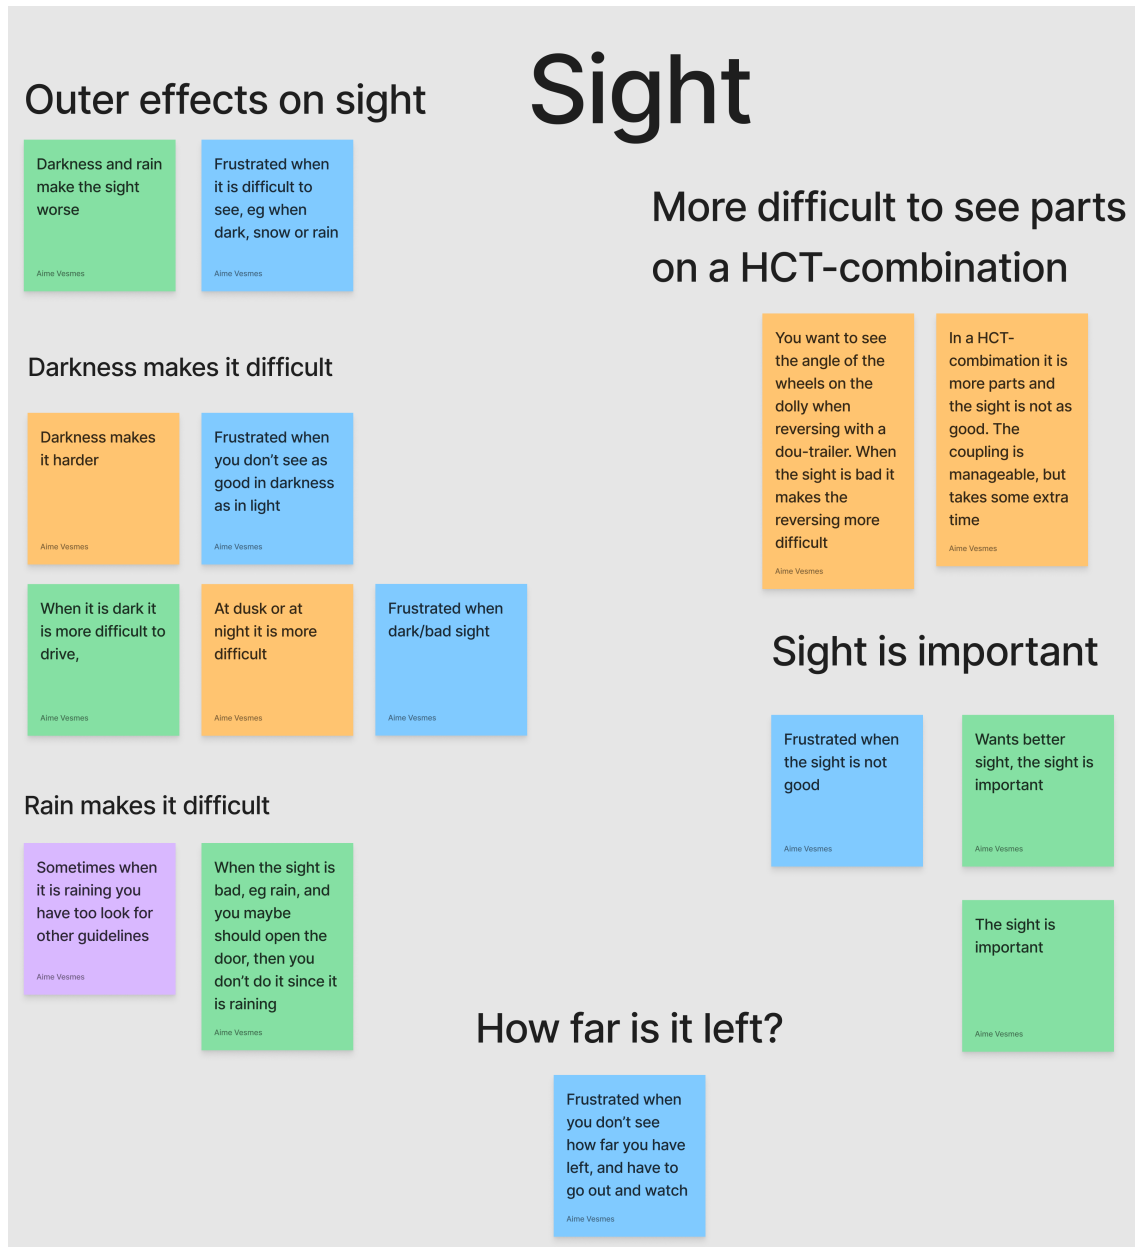 Sight
Outer effects on sight
Darkness and rain
make the sight
worse
Aime Vesmes
Frustrated when
it is difficult to
see, eg when
dark, snow or rain
Aime Vesmes
Darkness makes it difficult
Darkness makes
it harder
Aime Vesmes
Frustrated when
you don't see as
good in darkness
as in light
Aime Vesmes
When it is dark it
is more difficult to
drive,
Aime Vesmes
At dusk or at
night it is more
difficult
Aime Vesmes
Frustrated when
dark/bad sight
Aime Vesmes
Rain makes it difficult
Sometimes when
it is raining you
have too look for
other guidelines
Aime Vesmes
When the sight is
bad, eg rain, and
you maybe
should open the
door, then you
don't do it since it
is raining
Aime Vesmes
More difficult to see parts
on a HCT-combination
You want to see
the angle of the
wheels on the
dolly when
reversing with a
dou-trailer. When
the sight is bad it
makes the
reversing more
difficult
Aime Vesmes
In a HCT-
combimation it is
more parts and
the sight is not as
good. The
coupling is
manageable, but
takes some extra
time
Aime Vesmes
Sight is important
Frustrated when
the sight is not
good
Aime Vesmes
Wants better
sight, the sight is
important
Aime Vesmes
The sight is
important
Aime Vesmes
How far is it left?
Frustrated when
you don't see
how far you have
left, and have to
go out and watch
Aime Vesmes